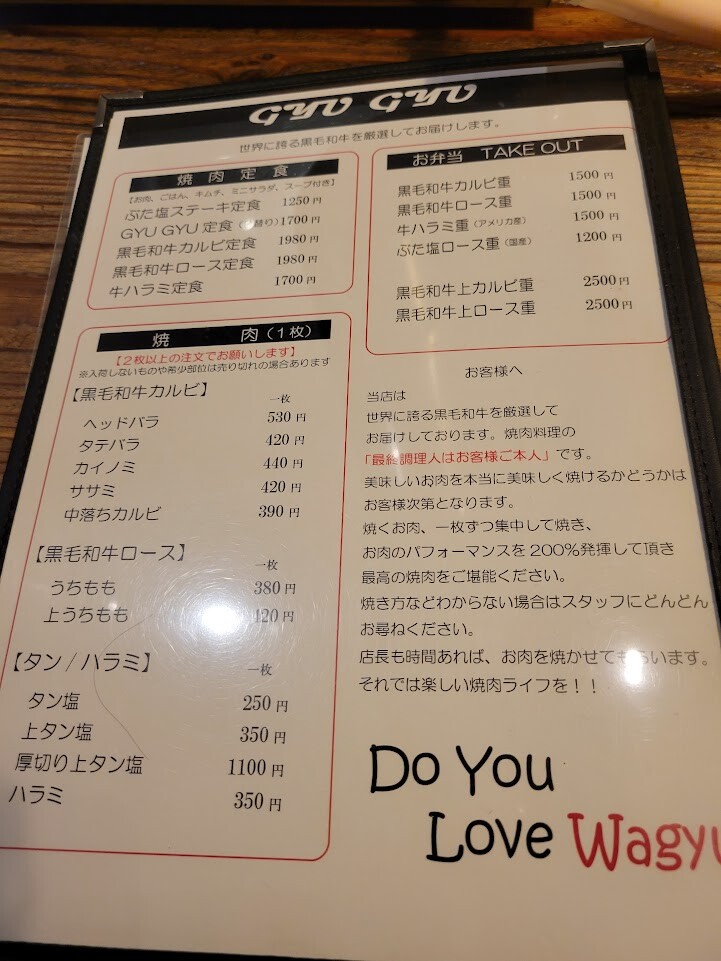 GYU GYU
世界に誇る黒毛和牛を厳選してお届けします。
焼肉定食
【お肉、ごはん、キムチ、ミニサラダ、スープ付き】
ぶた塩ステーキ定食 1250円
GYU GYU 定食(替り) 1700円
黒毛和牛カルビ定食 1980円
黒毛和牛ロース定食 1980円
牛ハラミ定食 1700円
焼 肉(1枚)
【2枚以上の注文でお願いします】
※入荷しないものや希少部位は売り切れの場合あります
【黒毛和牛カルビ】 一枚
ヘッドバラ 530円
タテバラ 420円
カイノミ 440円
ササミ 420円
中落ちカルビ 390円
【黒毛和牛ロース】 一枚
うちもも 380円
上うちもも 420円
【タン/ハラミ】 一枚
タン塩 250円
上タン塩 350円
厚切り上タン塩 1100円
ハラミ 350円
お弁当 TAKE OUT
黒毛和牛カルビ重 1500円
黒毛和牛ロース重 1500円
牛ハラミ重(アメリカ産) 1500円
ぶた塩ロース重(国産) 1200円
黒毛和牛上カルビ重 2500円
黒毛和牛上ロース重 2500円
お客様へ
当店は
世界に誇る黒毛和牛を厳選して
お届けしております。焼肉料理の
「最終調理人はお客様ご本人」です。
美味しいお肉を本当に美味しく焼けるかどうかは
お客様次第となります。
焼くお肉、一枚ずつ集中して焼き、
お肉のパフォーマンスを200%発揮して頂き
最高の焼肉をご堪能ください。
焼き方などわからない場合はスタッフにどんどん
お尋ねください。
店長も時間あれば、お肉を焼かせてもらいます。
それでは楽しい焼肉ライフを!!
Do You
Love Wagyu